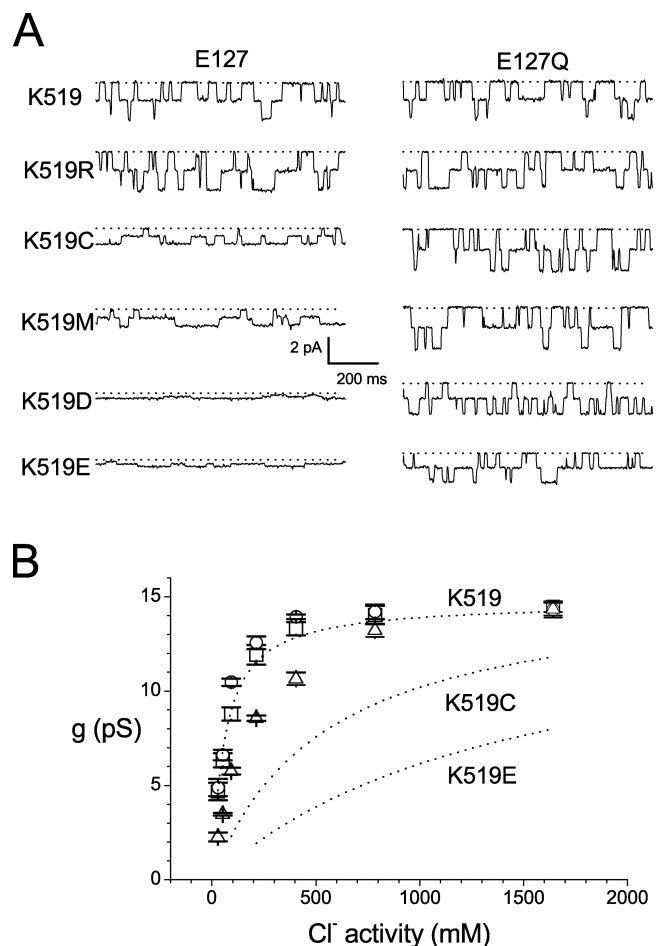 A
E127 E127Q
K519
K519R
K519C
K519M
2 pA
200 ms
K519D
K519E
B
15
10
5
0
g (pS)
K519
K519C
K519E
0 500 1000 1500 2000
Cl⁻ activity (mM)